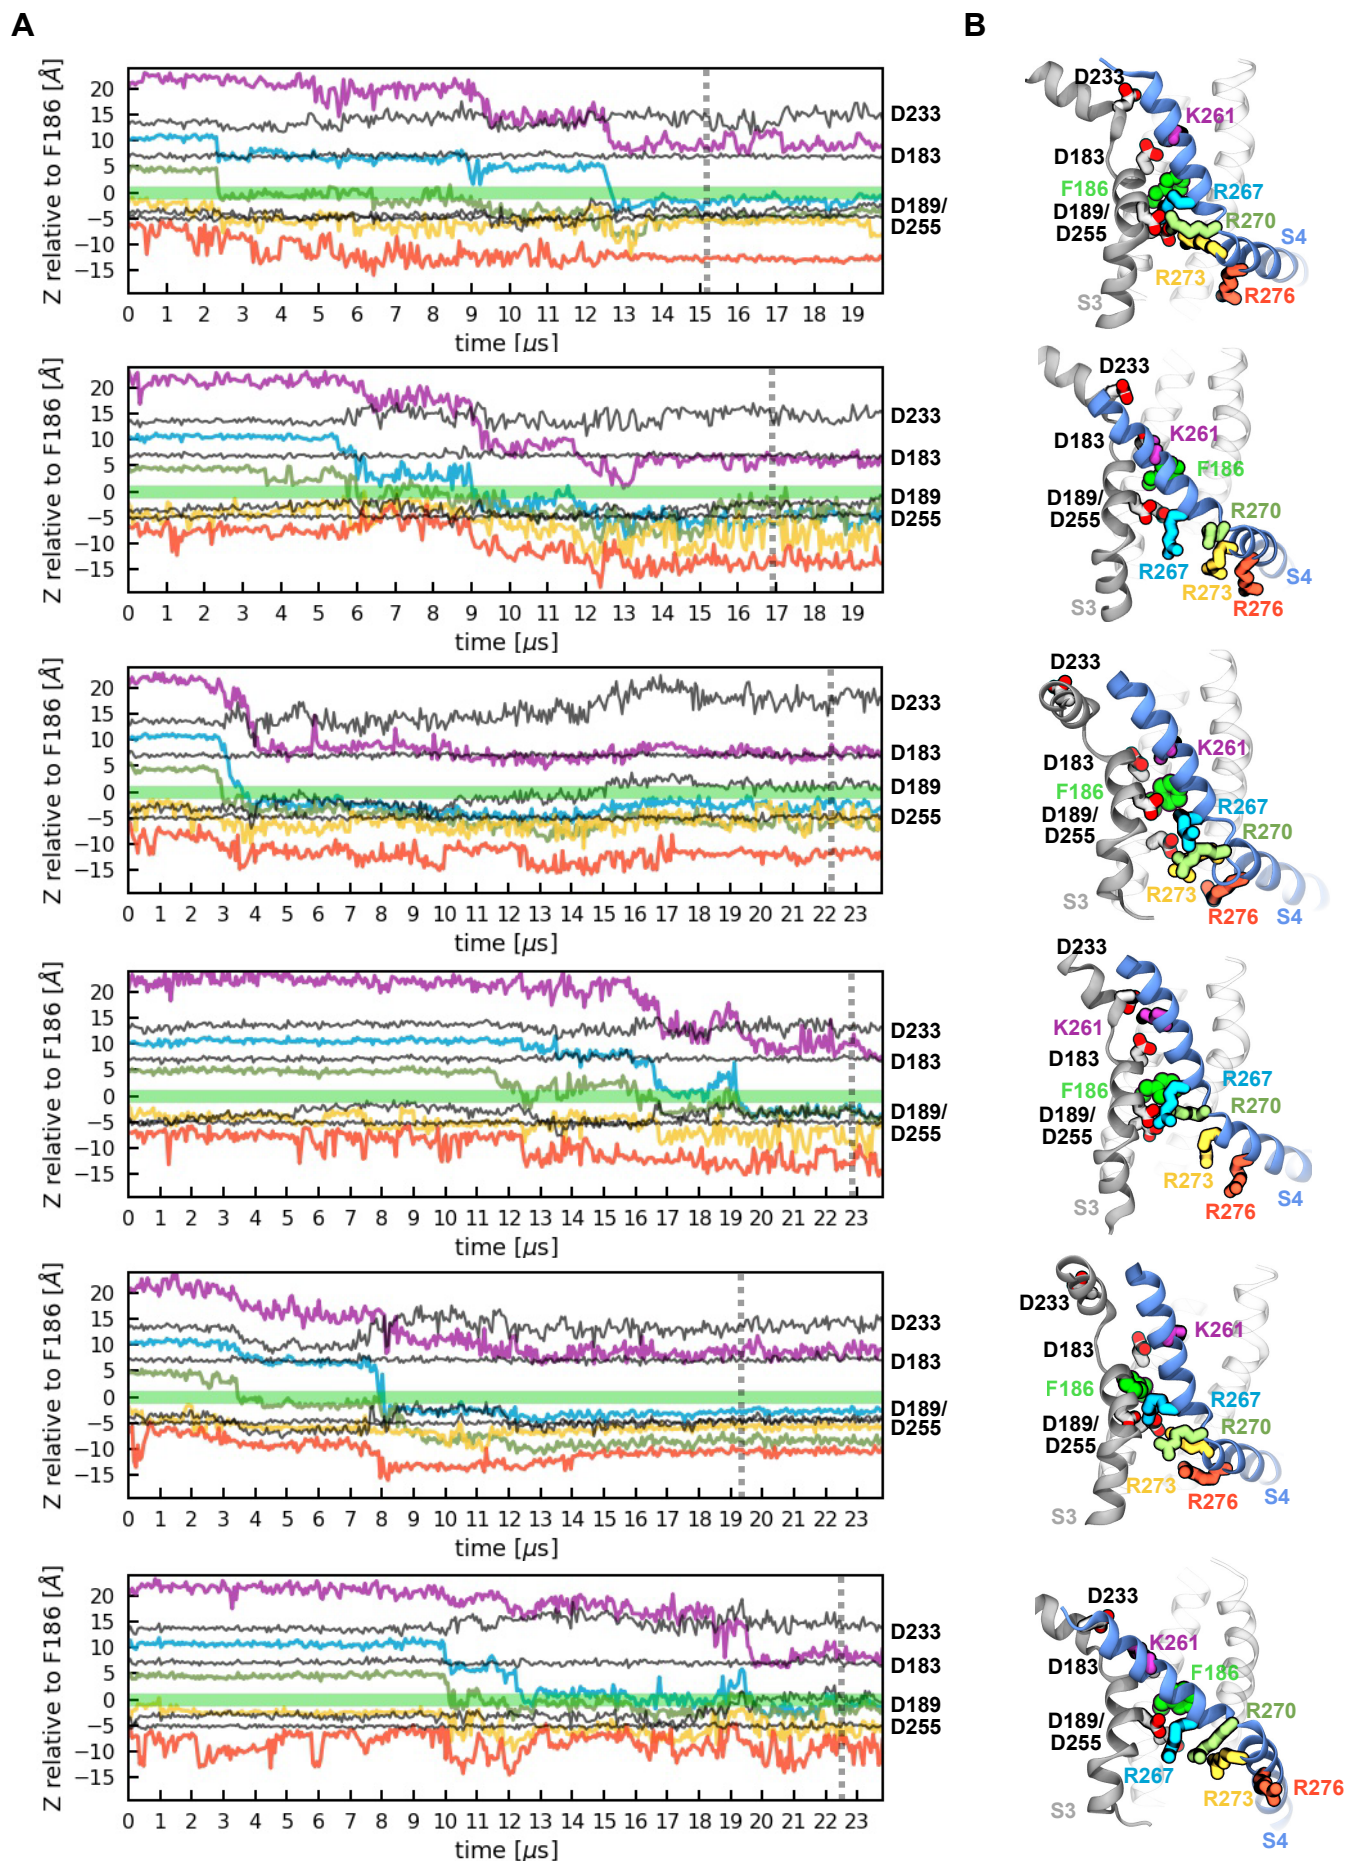 A
B
Z relative to F186 [Å]
20
15
10
5
0
−5
−10
−15
0 1 2 3 4 5 6 7 8 9 10 11 12 13 14 15 16 17 18 19
time [μs]
D233
D183
D189/
D255
D233
K261
D183
F186
R267
D189/
D255
R270
S4
R273
R276
S3
Z relative to F186 [Å]
20
15
10
5
0
−5
−10
−15
0 1 2 3 4 5 6 7 8 9 10 11 12 13 14 15 16 17 18 19
time [μs]
D233
D183
D189
D255
D233
D183
K261
F186
D189/
D255
R270
R267
S4
R273
R276
S3
Z relative to F186 [Å]
20
15
10
5
0
−5
−10
−15
0 1 2 3 4 5 6 7 8 9 10 11 12 13 14 15 16 17 18 19 20 21 22 23
time [μs]
D233
D183
D189
D255
D233
K261
D183
F186
D189/
D255
R267
R270
R273
S3
R276
S4
Z relative to F186 [Å]
20
15
10
5
0
−5
−10
−15
0 1 2 3 4 5 6 7 8 9 10 11 12 13 14 15 16 17 18 19 20 21 22 23
time [μs]
D233
D183
D189/
D255
D233
K261
D183
F186
R267
D189/
D255
R270
R273
S3
R276
S4
Z relative to F186 [Å]
20
15
10
5
0
−5
−10
−15
0 1 2 3 4 5 6 7 8 9 10 11 12 13 14 15 16 17 18 19 20 21 22 23
time [μs]
D233
D183
D189/
D255
D233
K261
D183
F186
R267
D189/
D255
R270
R273
R276
S4
S3
Z relative to F186 [Å]
20
15
10
5
0
−5
−10
−15
0 1 2 3 4 5 6 7 8 9 10 11 12 13 14 15 16 17 18 19 20 21 22 23
time [μs]
D233
D183
D189
D255
D233
K261
D183
F186
R270
D189/
D255
R267
R276
R273
S3
S4